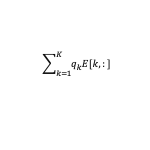 ∑_{k=1}^{K} q_k E[k,:]